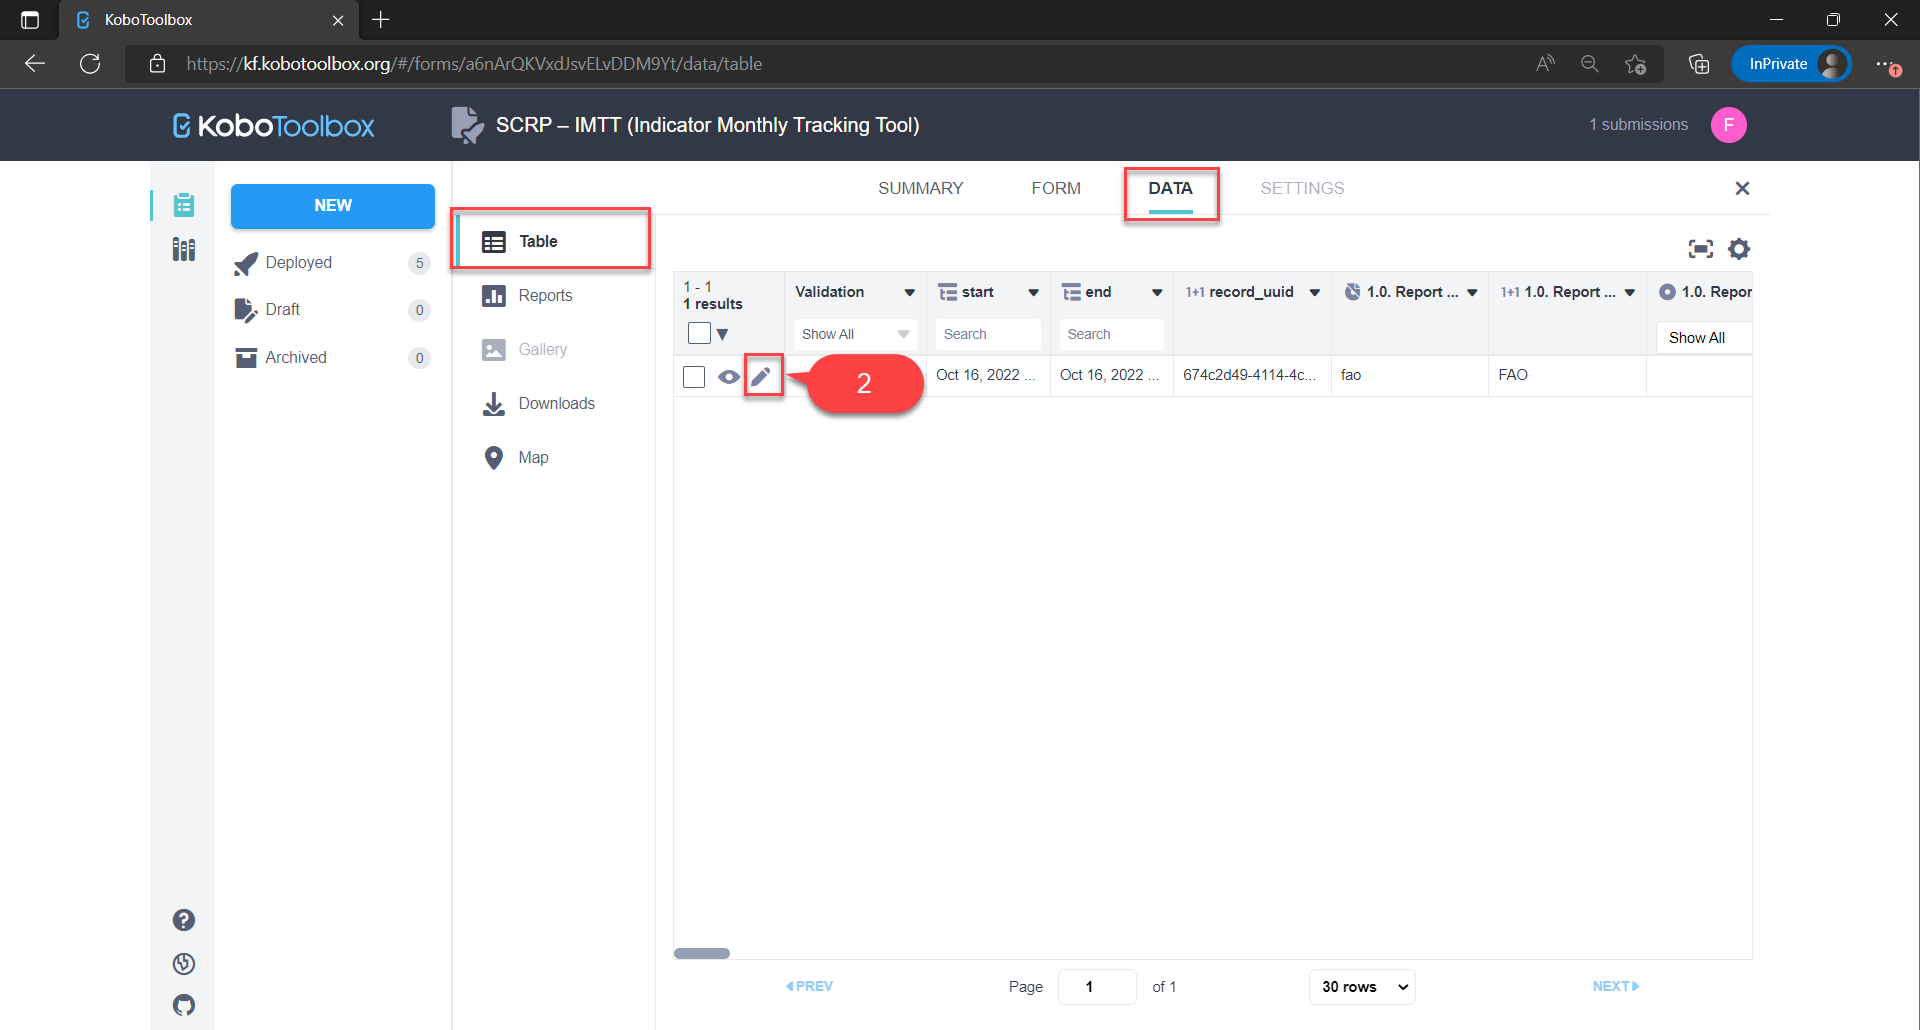 KoboToolbox
https://kf.kobotoolbox.org/#/forms/a6nArQKVxdJsvELvDDM9Yt/data/table
InPrivate
KoboToolbox
SCRP – IMTT (Indicator Monthly Tracking Tool)
1 submissions
F
NEW
Deployed 5
Draft 0
Archived 0
SUMMARY FORM DATA SETTINGS
Table
Reports
Gallery
Downloads
Map
1 - 1
1 results
Validation start end 1+1 record_uuid 1.0. Report ... 1+1 1.0. Report ... 1.0. Repor
Show All Search Search Show All
2
Oct 16, 2022 ... Oct 16, 2022 ... 674c2d49-4114-4c... fao FAO
PREV Page 1 of 1 30 rows NEXT